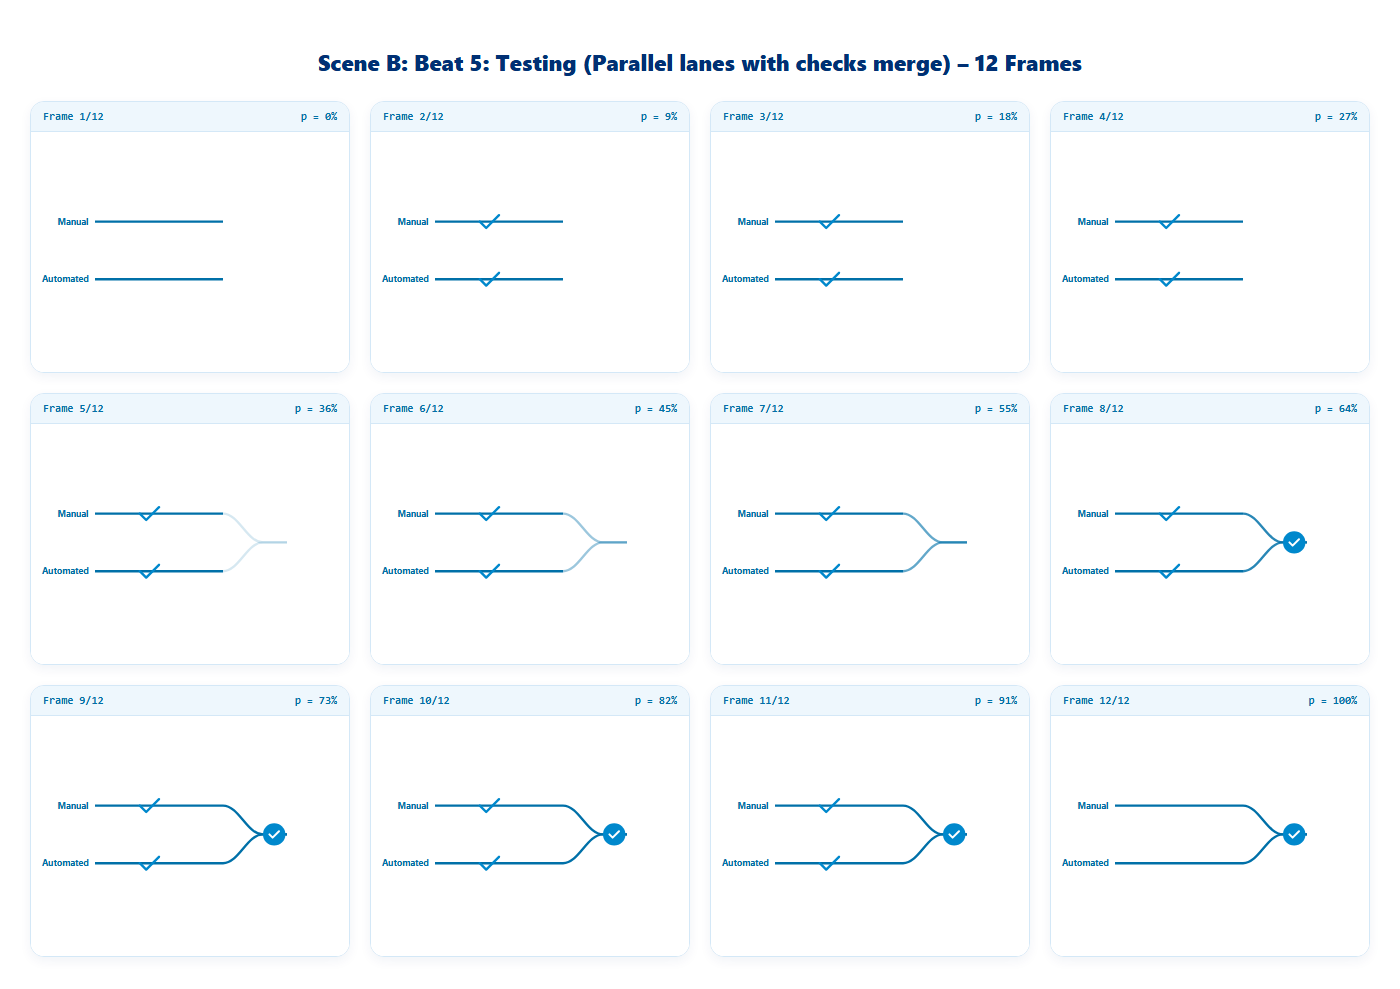 Scene B: Beat 5: Testing (Parallel lanes with checks merge) – 12 Frames
Frame 1/12 p = 0%
Manual
Automated
Frame 2/12 p = 9%
Manual
Automated
Frame 3/12 p = 18%
Manual
Automated
Frame 4/12 p = 27%
Manual
Automated
Frame 5/12 p = 36%
Manual
Automated
Frame 6/12 p = 45%
Manual
Automated
Frame 7/12 p = 55%
Manual
Automated
Frame 8/12 p = 64%
Manual
Automated
Frame 9/12 p = 73%
Manual
Automated
Frame 10/12 p = 82%
Manual
Automated
Frame 11/12 p = 91%
Manual
Automated
Frame 12/12 p = 100%
Manual
Automated